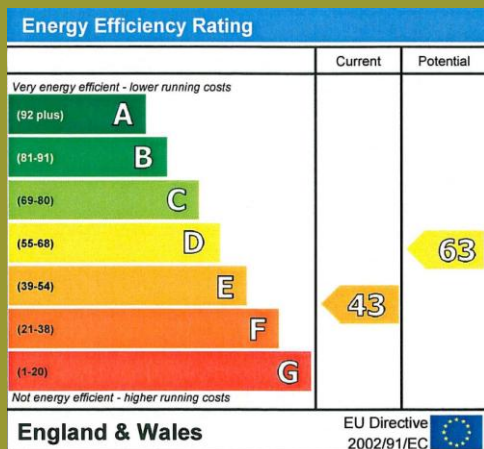 Energy Efficiency Rating
Current Potential
Very energy efficient - lower running costs
(92 plus) A
(81-91) B
(69-80) C
(55-68) D
63
(39-54) E
43
(21-38) F
(1-20) G
Not energy efficient - higher running costs
England & Wales
EU Directive
2002/91/EC